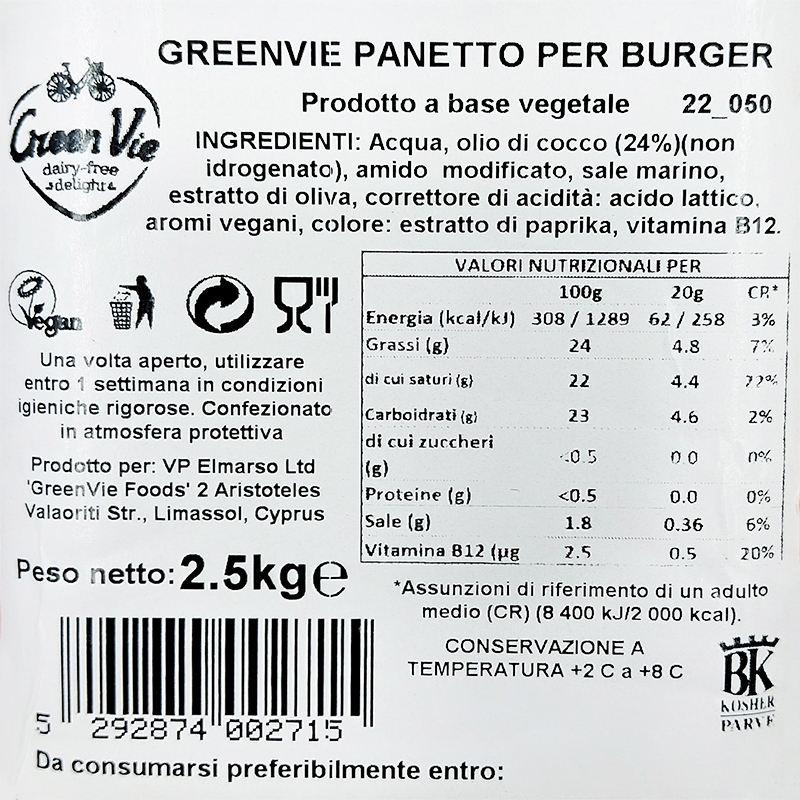 GREENVIE PANETTO PER BURGER
Prodotto a base vegetale 22_050
Green Vie
dairy-free
delight
INGREDIENTI: Acqua, olio di cocco (24%)(non
idrogenato), amido modificato, sale marino,
estratto di oliva, correttore di acidità: acido lattico,
aromi vegani, colore: estratto di paprika, vitamina B12.
Vegan
Una volta aperto, utilizzare
entro 1 settimana in condizioni
igieniche rigorose. Confezionato
in atmosfera protettiva
Prodotto per: VP Elmarso Ltd
'GreenVie Foods' 2 Aristoteles
Valaoriti Str., Limassol, Cyprus
Peso netto: 2.5kg e
VALORI NUTRIZIONALI PER
100g 20g CR*
Energia (kcal/kJ) 308 / 1289 62 / 258 3%
Grassi (g) 24 4.8 7%
di cui saturi (g) 22 4.4 22%
Carboidrati (g) 23 4.6 2%
di cui zuccheri
(g) <0.5 0.0 0%
Proteine (g) <0.5 0.0 0%
Sale (g) 1.8 0.36 6%
Vitamina B12 (µg 2.5 0.5 20%
*Assunzioni di riferimento di un adulto
medio (CR) (8 400 kJ/2 000 kcal).
CONSERVAZIONE A
TEMPERATURA +2 C a +8 C
BK
KOSHER
PARVE
5 292874 002715
Da consumarsi preferibilmente entro: